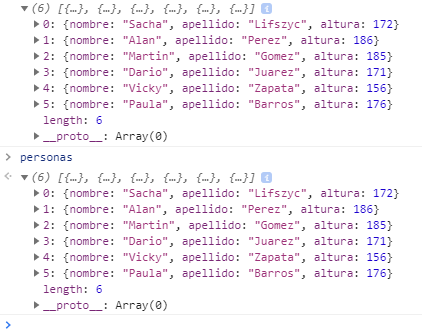 ▼(6) [{…}, {…}, {…}, {…}, {…}, {…}] i
▶0: {nombre: "Sacha", apellido: "Lifszyc", altura: 172}
▶1: {nombre: "Alan", apellido: "Perez", altura: 186}
▶2: {nombre: "Martin", apellido: "Gomez", altura: 185}
▶3: {nombre: "Dario", apellido: "Juarez", altura: 171}
▶4: {nombre: "Vicky", apellido: "Zapata", altura: 156}
▶5: {nombre: "Paula", apellido: "Barros", altura: 176}
length: 6
▶__proto__: Array(0)
> personas
<· ▼(6) [{…}, {…}, {…}, {…}, {…}, {…}] i
▶0: {nombre: "Sacha", apellido: "Lifszyc", altura: 172}
▶1: {nombre: "Alan", apellido: "Perez", altura: 186}
▶2: {nombre: "Martin", apellido: "Gomez", altura: 185}
▶3: {nombre: "Dario", apellido: "Juarez", altura: 171}
▶4: {nombre: "Vicky", apellido: "Zapata", altura: 156}
▶5: {nombre: "Paula", apellido: "Barros", altura: 176}
length: 6
▶__proto__: Array(0)
>